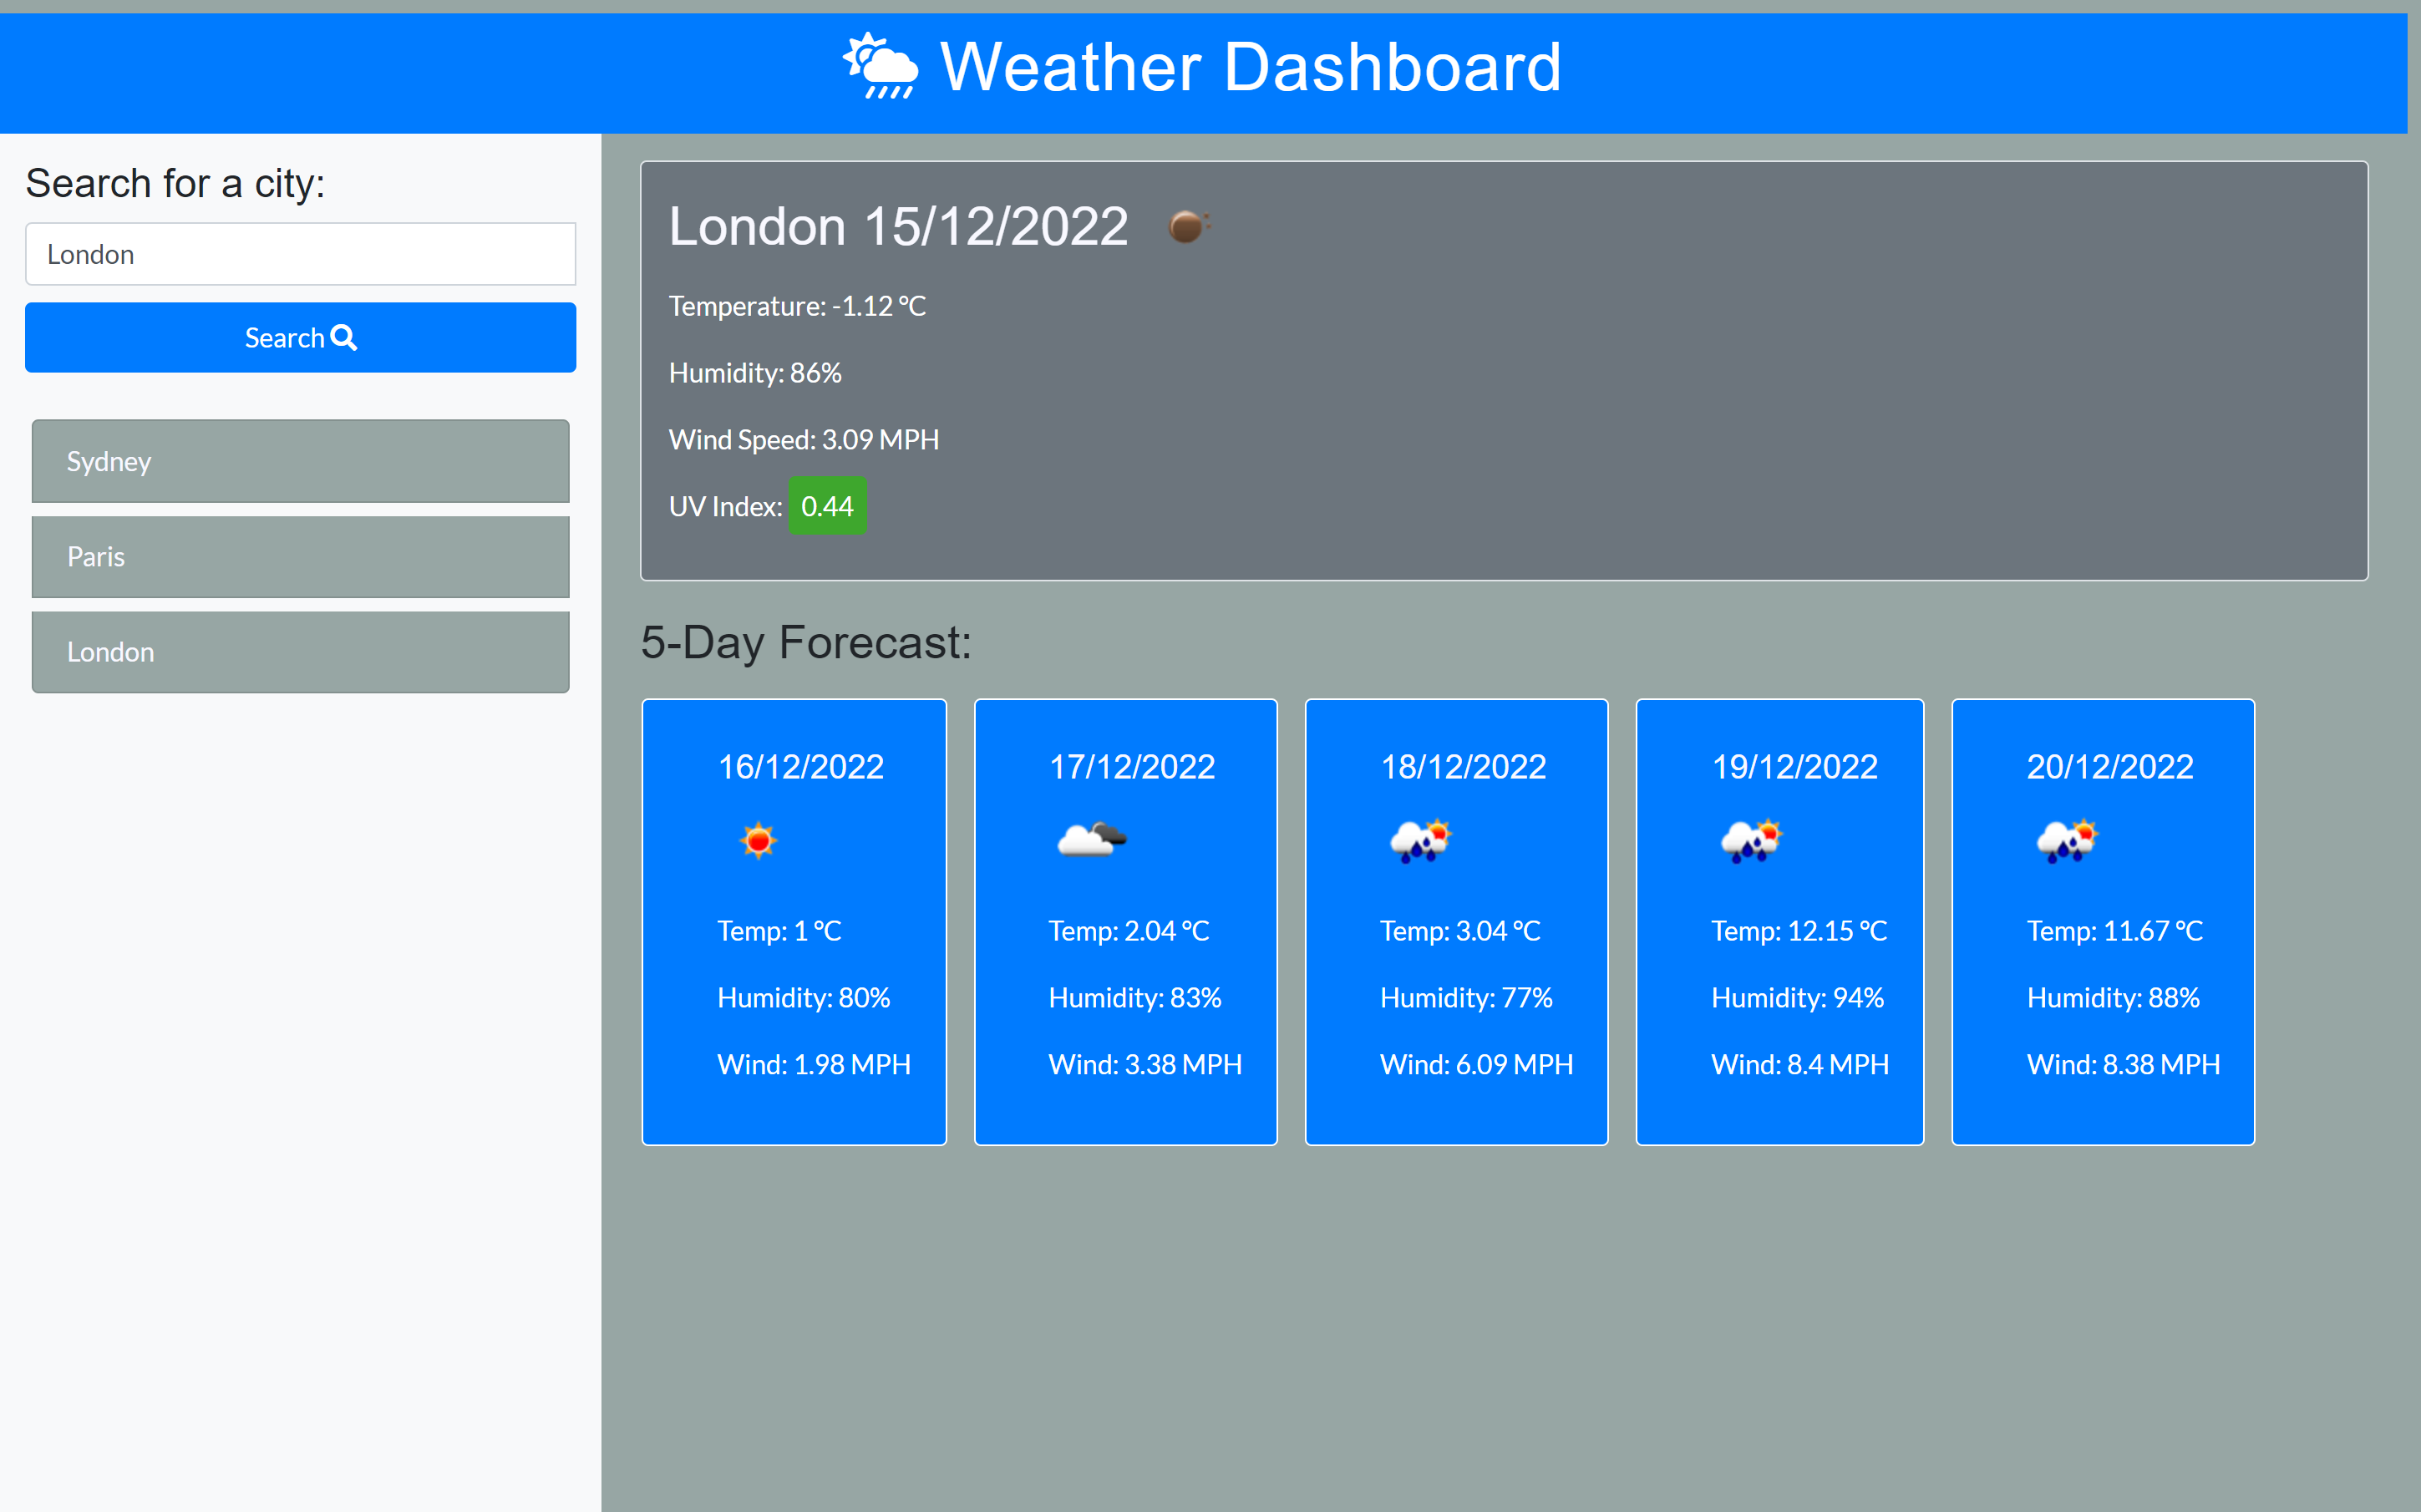 Weather Dashboard
Search for a city:
London
Search
Sydney
Paris
London
London 15/12/2022
Temperature: -1.12 °C
Humidity: 86%
Wind Speed: 3.09 MPH
UV Index: 0.44
5-Day Forecast:
16/12/2022
Temp: 1 °C
Humidity: 80%
Wind: 1.98 MPH
17/12/2022
Temp: 2.04 °C
Humidity: 83%
Wind: 3.38 MPH
18/12/2022
Temp: 3.04 °C
Humidity: 77%
Wind: 6.09 MPH
19/12/2022
Temp: 12.15 °C
Humidity: 94%
Wind: 8.4 MPH
20/12/2022
Temp: 11.67 °C
Humidity: 88%
Wind: 8.38 MPH